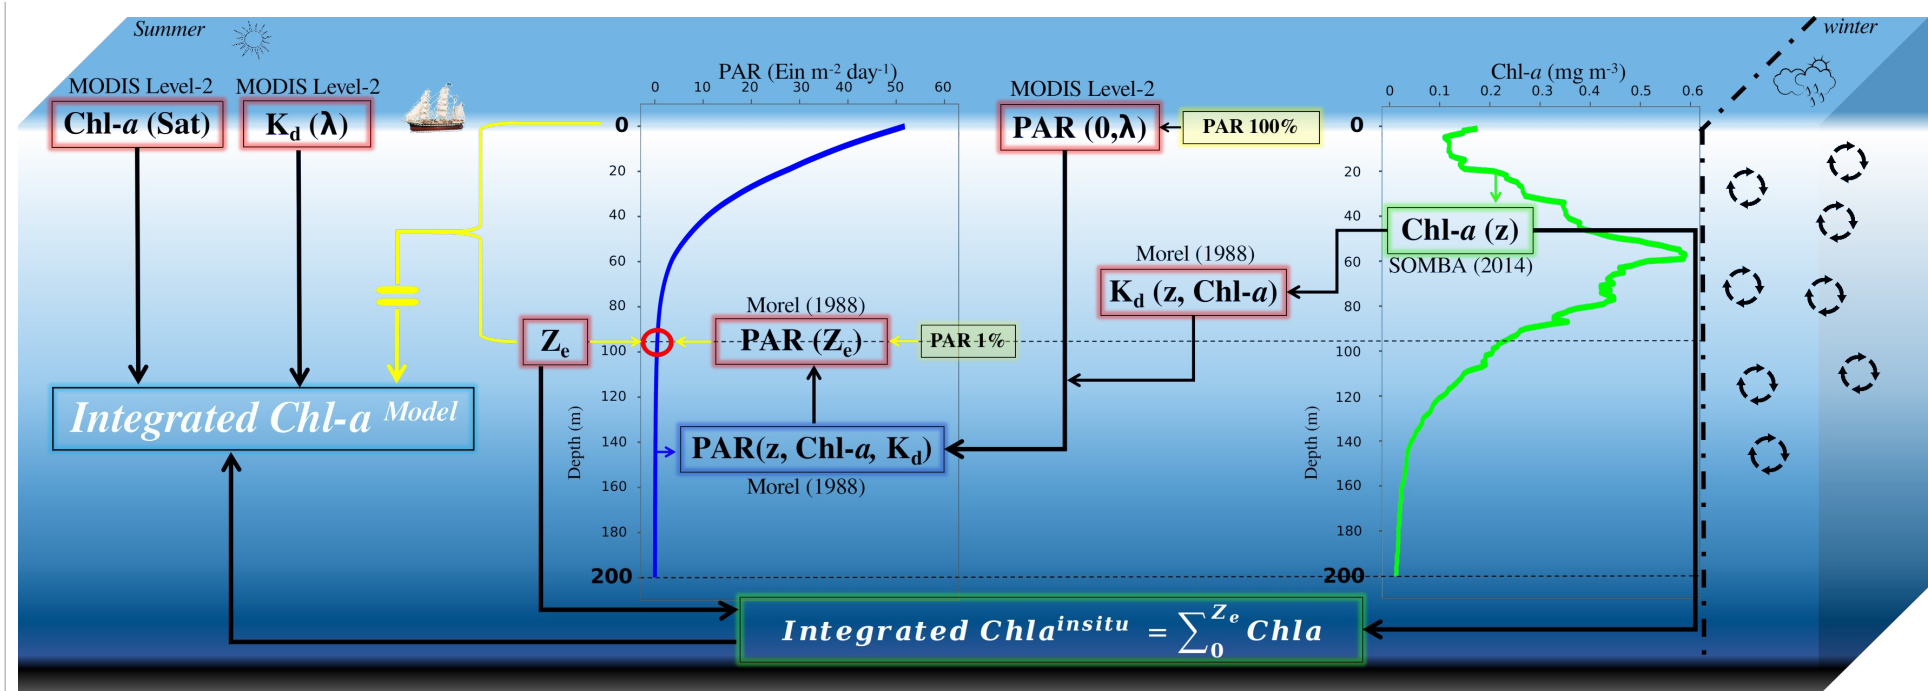 Summer
winter
MODIS Level-2
Chl-a (Sat)
MODIS Level-2
Kd (λ)
PAR (Ein m-2 day-1)
0 10 20 30 40 50 60
0
20
40
60
80
100
120
140
160
180
200
Depth (m)
MODIS Level-2
PAR (0,λ)
PAR 100%
Chl-a (mg m-3)
0 0.1 0.2 0.3 0.4 0.5 0.6
0
20
40
60
80
100
120
140
160
180
200
Depth (m)
Chl-a (z)
SOMBA (2014)
Morel (1988)
Kd (z, Chl-a)
Ze
Morel (1988)
PAR (Ze)
PAR 1%
PAR(z, Chl-a, Kd)
Morel (1988)
Integrated Chl-a Model
Integrated Chla^insitu = ∑_0^Ze Chla